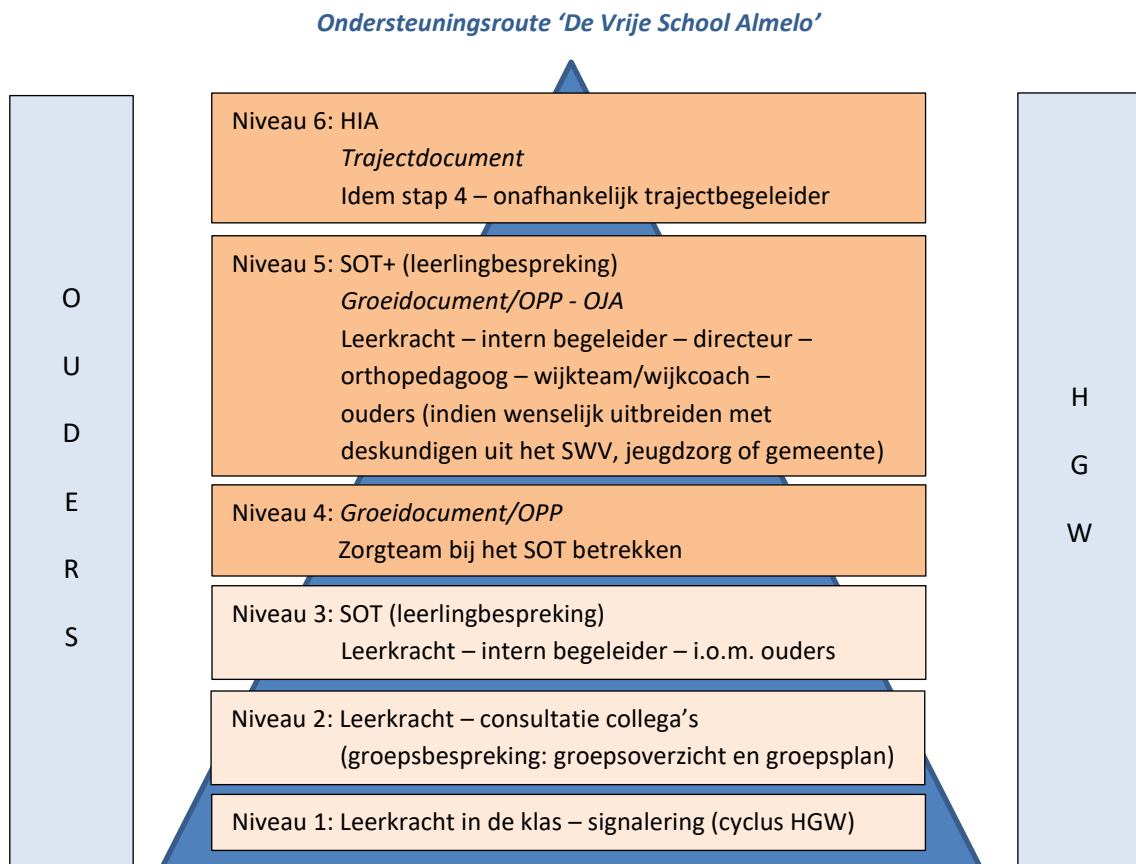 Ondersteuningsroute ‘De Vrije School Almelo’
O
U
D
E
R
S
Niveau 6: HIA
Trajectdocument
Idem stap 4 – onafhankelijk trajectbegeleider
Niveau 5: SOT+ (leerlingbespreking)
Groeidocument/OPP - OJA
Leerkracht – intern begeleider – directeur –
orthopedagoog – wijkteam/wijkcoach –
ouders (indien wenselijk uitbreiden met
deskundigen uit het SWV, jeugdzorg of gemeente)
Niveau 4: Groeidocument/OPP
Zorgteam bij het SOT betrekken
Niveau 3: SOT (leerlingbespreking)
Leerkracht – intern begeleider – i.o.m. ouders
Niveau 2: Leerkracht – consultatie collega’s
(groepsbespreking: groepsoverzicht en groepsplan)
Niveau 1: Leerkracht in de klas – signalering (cyclus HGW)
H
G
W